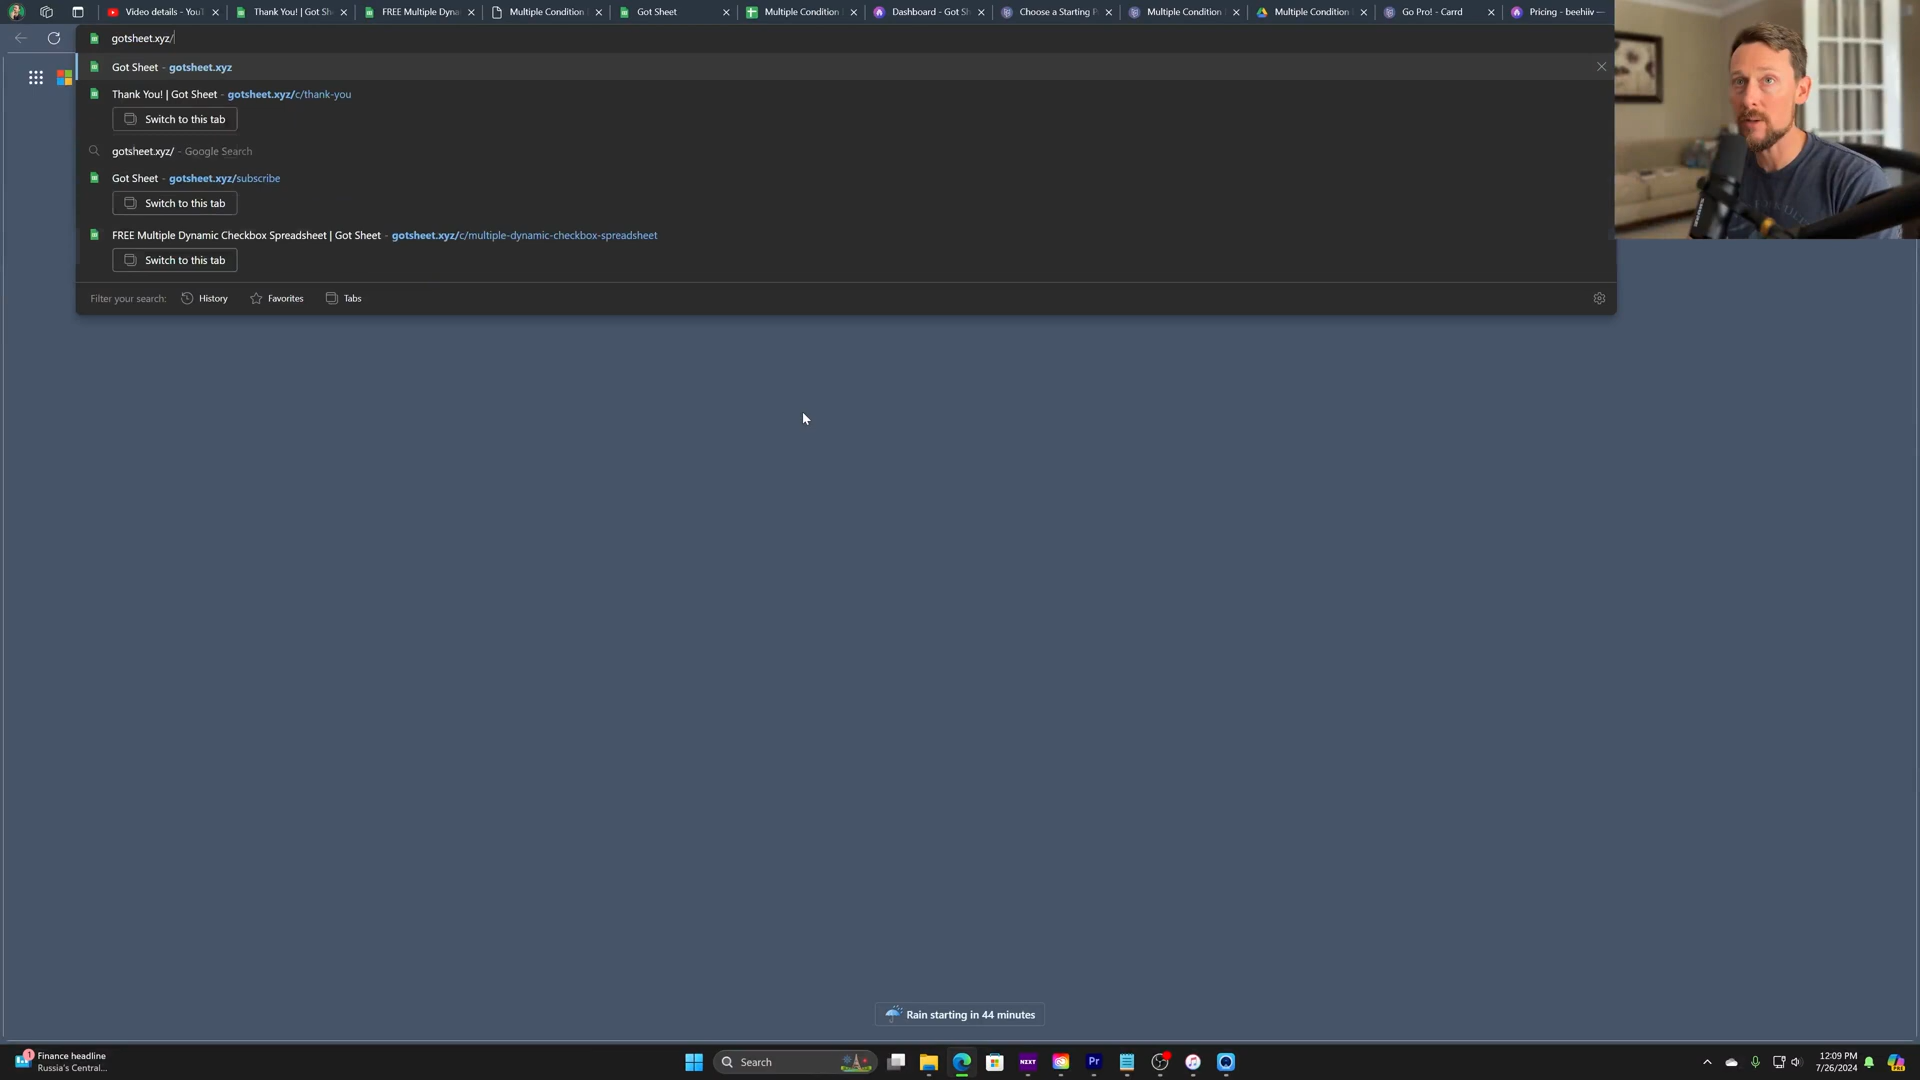 Video details - YouT
Thank You! | Got Sh
FREE Multiple Dyna
Multiple Condition
Got Sheet
Multiple Condition
Dashboard - Got Sh
Choose a Starting P
Multiple Condition
Multiple Condition
Go Pro! - Carrd
Pricing - beehiiv —
gotsheet.xyz/
Got Sheet - gotsheet.xyz
Thank You! | Got Sheet - gotsheet.xyz/c/thank-you
Switch to this tab
gotsheet.xyz/ - Google Search
Got Sheet - gotsheet.xyz/subscribe
Switch to this tab
FREE Multiple Dynamic Checkbox Spreadsheet | Got Sheet - gotsheet.xyz/c/multiple-dynamic-checkbox-spreadsheet
Switch to this tab
Filter your search: History Favorites Tabs
Rain starting in 44 minutes
1
Finance headline
Russia's Central...
Search
NZXT
Pr
12:09 PM
7/26/2024
PRE